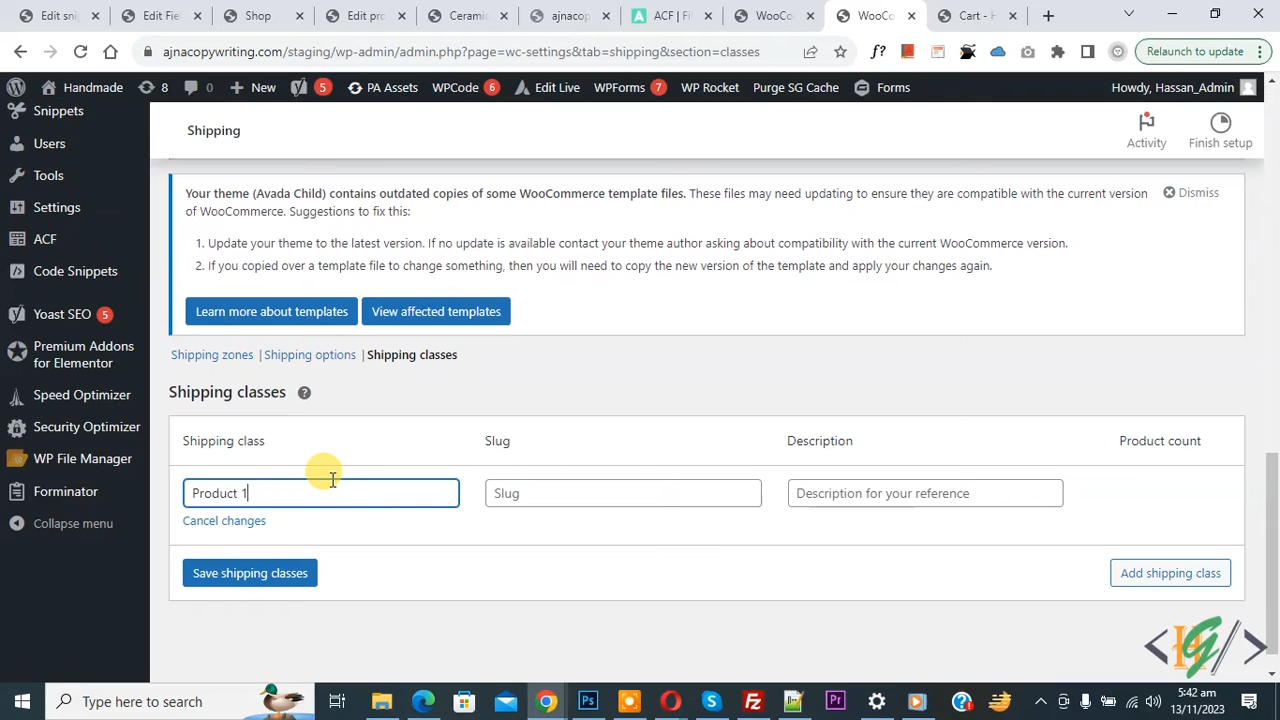 Edit sni
Edit Fie
Shop
Edit pro
Ceramic
ajnacop
ACF | Fi
WooCo
WooCo
Cart - H
ajnacopywriting.com/staging/wp-admin/admin.php?page=wc-settings&tab=shipping&section=classes
f?
Relaunch to update
Handmade
8
0
New
5
PA Assets
WPCode 6
Edit Live
WPForms 7
WP Rocket
Purge SG Cache
Forms
Howdy, Hassan_Admin
Snippets
Users
Tools
Settings
ACF
Code Snippets
Yoast SEO 5
Premium Addons
for Elementor
Speed Optimizer
Security Optimizer
WP File Manager
Forminator
Collapse menu
Shipping
Activity
Finish setup
Your theme (Avada Child) contains outdated copies of some WooCommerce template files. These files may need updating to ensure they are compatible with the current version
of WooCommerce. Suggestions to fix this:
Dismiss
1. Update your theme to the latest version. If no update is available contact your theme author asking about compatibility with the current WooCommerce version.
2. If you copied over a template file to change something, then you will need to copy the new version of the template and apply your changes again.
Learn more about templates
View affected templates
Shipping zones | Shipping options | Shipping classes
Shipping classes ?
Shipping class
Slug
Description
Product count
Product 1
Slug
Description for your reference
Cancel changes
Save shipping classes
Add shipping class
<HG/>
Type here to search
5:42 am
13/11/2023